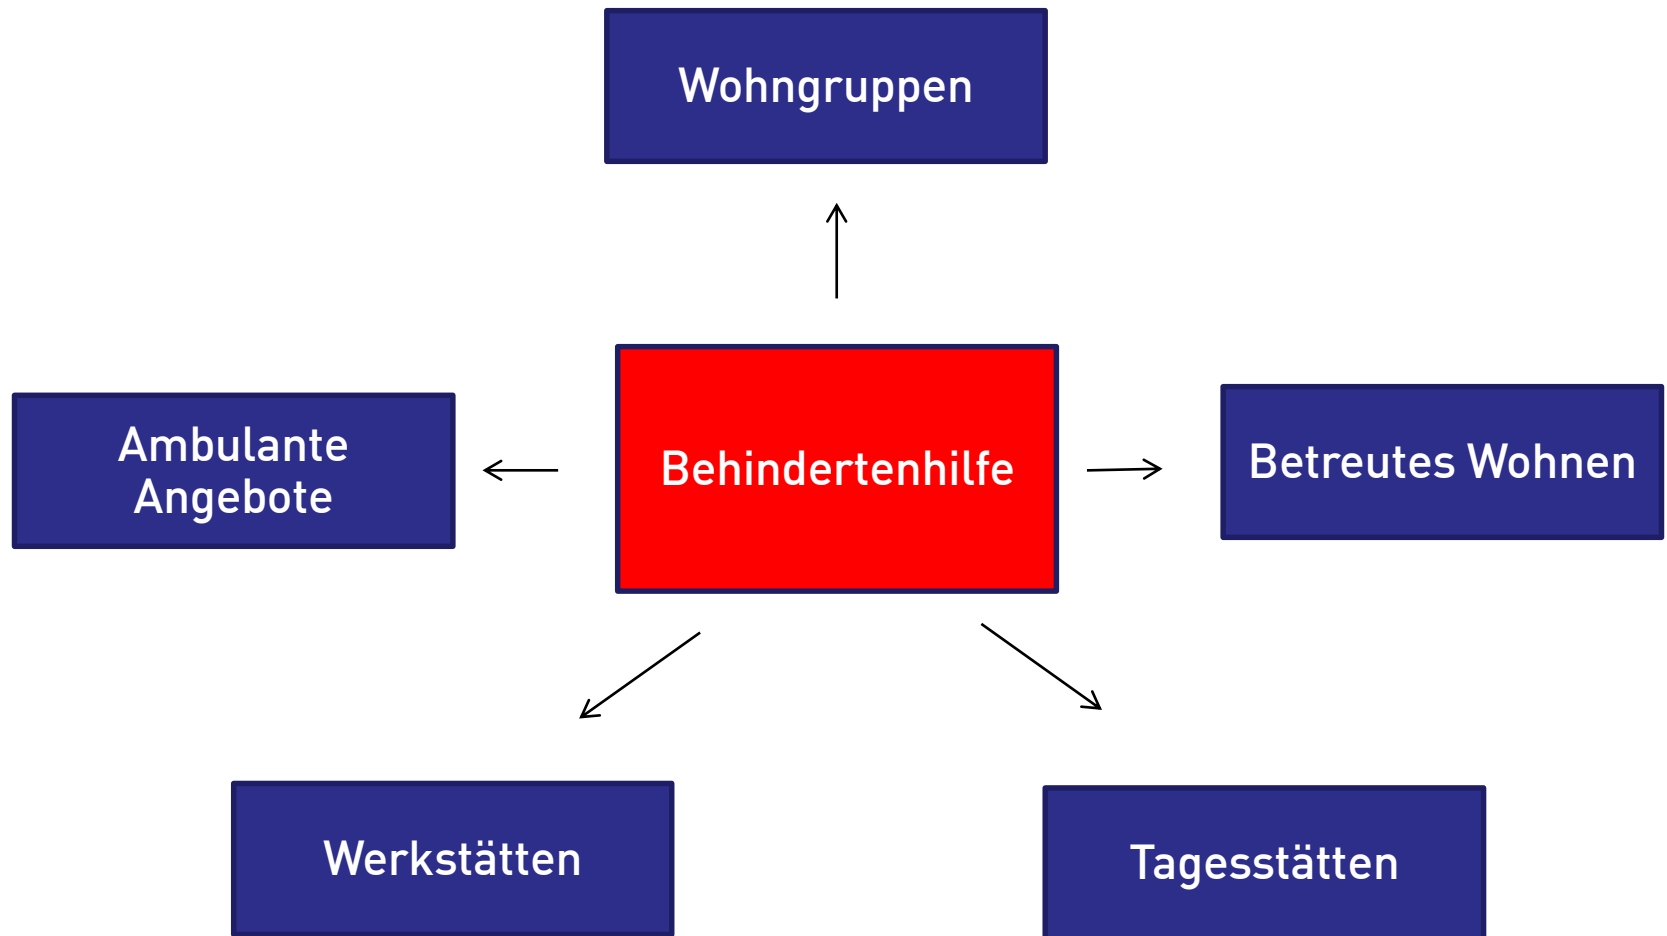 Wohngruppen
Ambulante
Angebote
Behindertenhilfe
Betreutes Wohnen
Werkstätten
Tagesstätten